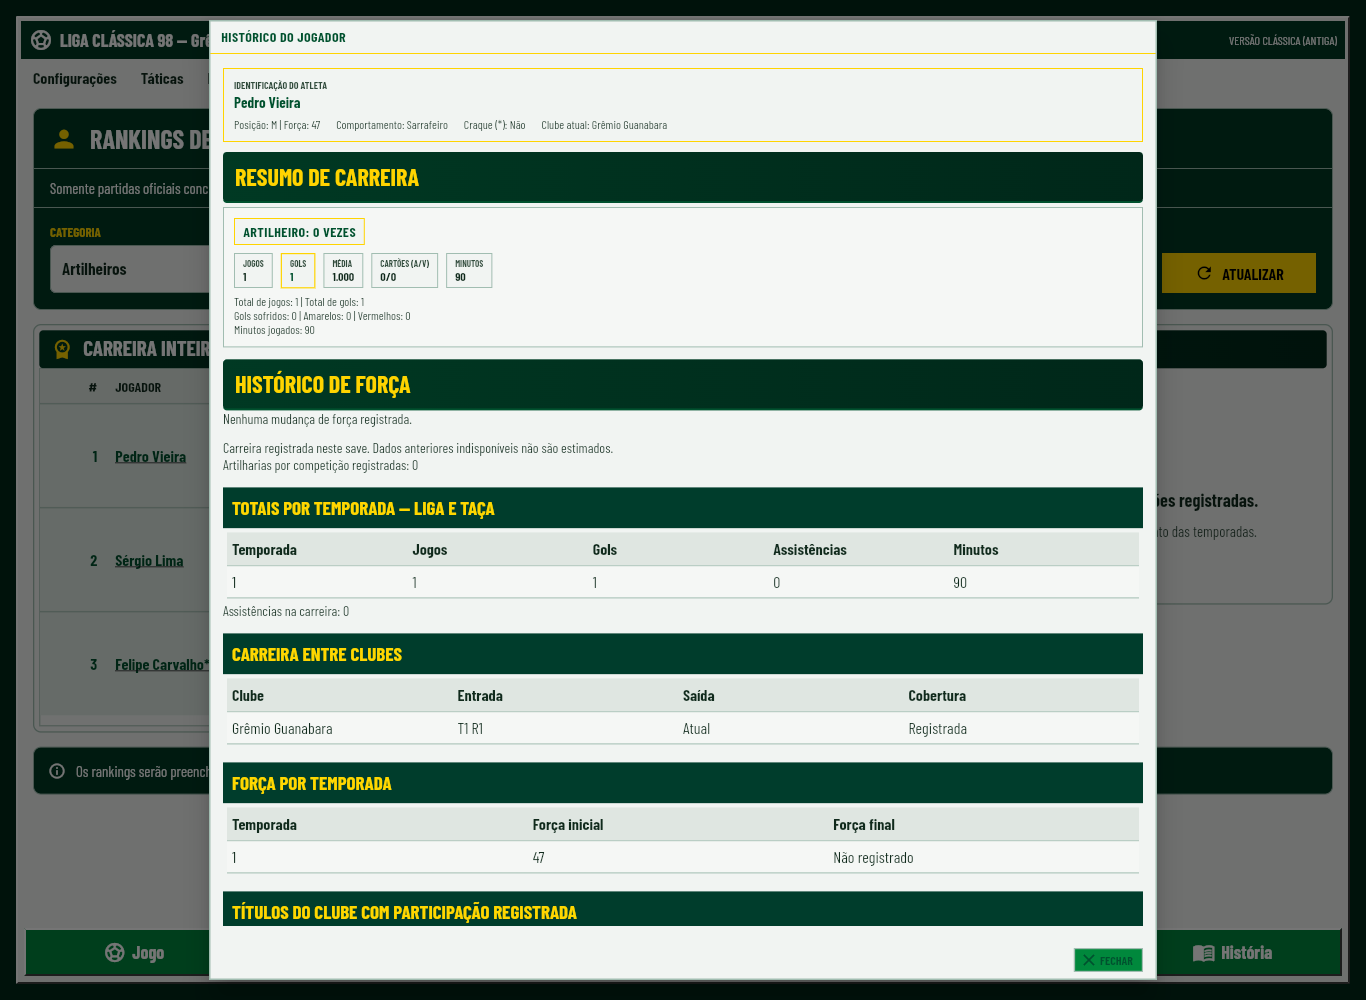 LIGA CLÁSSICA 98 — Grê
VERSÃO CLÁSSICA (ANTIGA)
Configurações
Táticas
HISTÓRICO DO JOGADOR
IDENTIFICAÇÃO DO ATLETA
Pedro Vieira
Posição: M | Força: 47 Comportamento: Sarrafeiro Craque (*): Não Clube atual: Grêmio Guanabara
RANKINGS DE
Somente partidas oficiais conc
CATEGORIA
Artilheiros
ATUALIZAR
RESUMO DE CARREIRA
ARTILHEIRO: 0 VEZES
JOGOS
1
GOLS
1
MÉDIA
1.000
CARTÕES (A/V)
0/0
MINUTOS
90
Total de jogos: 1 | Total de gols: 1
Gols sofridos: 0 | Amarelos: 0 | Vermelhos: 0
Minutos jogados: 90
CARREIRA INTEIR
# JOGADOR
1 Pedro Vieira
2 Sérgio Lima
3 Felipe Carvalho*
ões registradas.
nto das temporadas.
HISTÓRICO DE FORÇA
Nenhuma mudança de força registrada.
Carreira registrada neste save. Dados anteriores indisponíveis não são estimados.
Artilharias por competição registradas: 0
TOTAIS POR TEMPORADA — LIGA E TAÇA
Temporada Jogos Gols Assistências Minutos
1 1 1 0 90
Assistências na carreira: 0
CARREIRA ENTRE CLUBES
Clube Entrada Saída Cobertura
Grêmio Guanabara T1 R1 Atual Registrada
FORÇA POR TEMPORADA
Temporada Força inicial Força final
1 47 Não registrado
TÍTULOS DO CLUBE COM PARTICIPAÇÃO REGISTRADA
Os rankings serão preench
FECHAR
Jogo
História